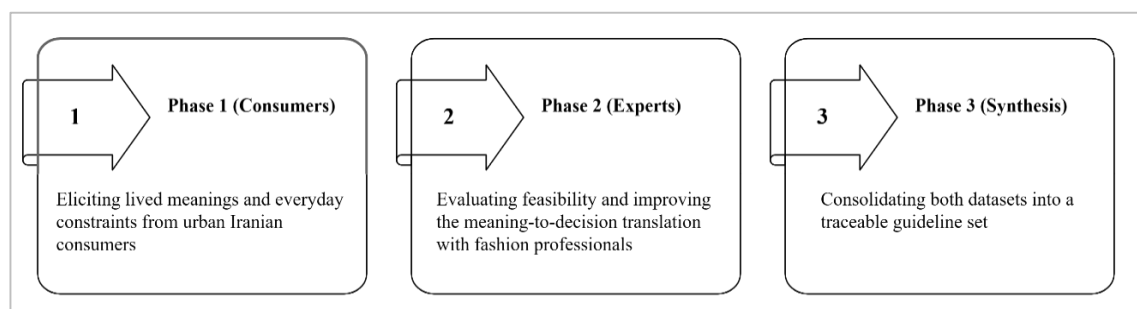 1
Phase 1 (Consumers)
Eliciting lived meanings and everyday
constraints from urban Iranian
consumers
2
Phase 2 (Experts)
Evaluating feasibility and improving
the meaning-to-decision translation
with fashion professionals
3
Phase 3 (Synthesis)
Consolidating both datasets into a
traceable guideline set